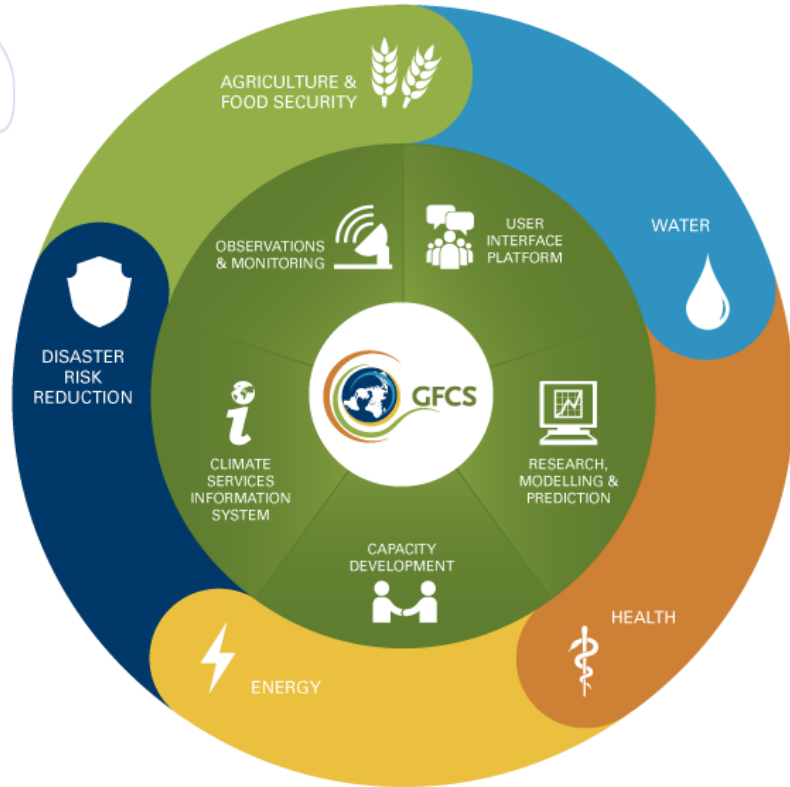 AGRICULTURE &
FOOD SECURITY
WATER
OBSERVATIONS
& MONITORING
USER
INTERFACE
PLATFORM
DISASTER
RISK
REDUCTION
GFCS
CLIMATE
SERVICES
INFORMATION
SYSTEM
RESEARCH,
MODELLING &
PREDICTION
CAPACITY
DEVELOPMENT
HEALTH
ENERGY